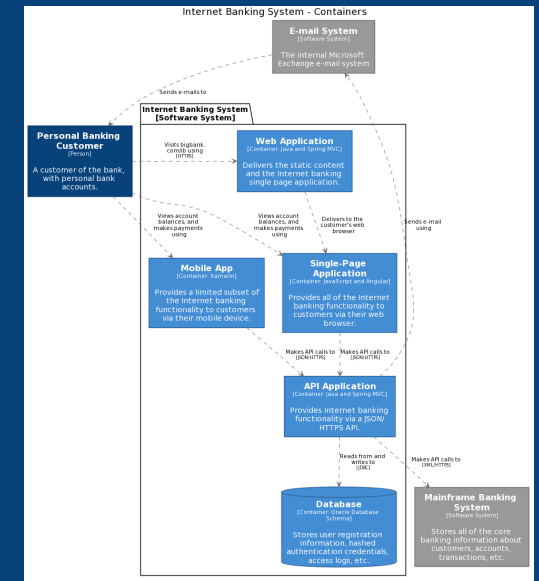 Internet Banking System - Containers
E-mail System
[Software System]
The internal Microsoft
Exchange e-mail system
Sends e-mails to
Internet Banking System
[Software System]
Personal Banking
Customer
[Person]
A customer of the bank,
with personal bank
accounts.
Visits bigbank.
com/ib using
[HTTPS]
Web Application
[Container: Java and Spring MVC]
Delivers the static content
and the Internet banking
single page application.
Views account
balances, and
makes payments
using
Views account
balances, and
makes payments
using
Delivers to the
customer's web
browser
Sends e-mail
using
Mobile App
[Container: Xamarin]
Provides a limited subset of
the Internet banking
functionality to customers
via their mobile device.
Single-Page
Application
[Container: JavaScript and Angular]
Provides all of the Internet
banking functionality to
customers via their web
browser.
Makes API calls to
[JSON/HTTPS]
Makes API calls to
[JSON/HTTPS]
API Application
[Container: Java and Spring MVC]
Provides Internet banking
functionality via a JSON/
HTTPS API.
Reads from and
writes to
[JDBC]
Makes API calls to
[XML/HTTPS]
Database
[Container: Oracle Database
Schema]
Stores user registration
information, hashed
authentication credentials,
access logs, etc.
Mainframe Banking
System
[Software System]
Stores all of the core
banking information about
customers, accounts,
transactions, etc.